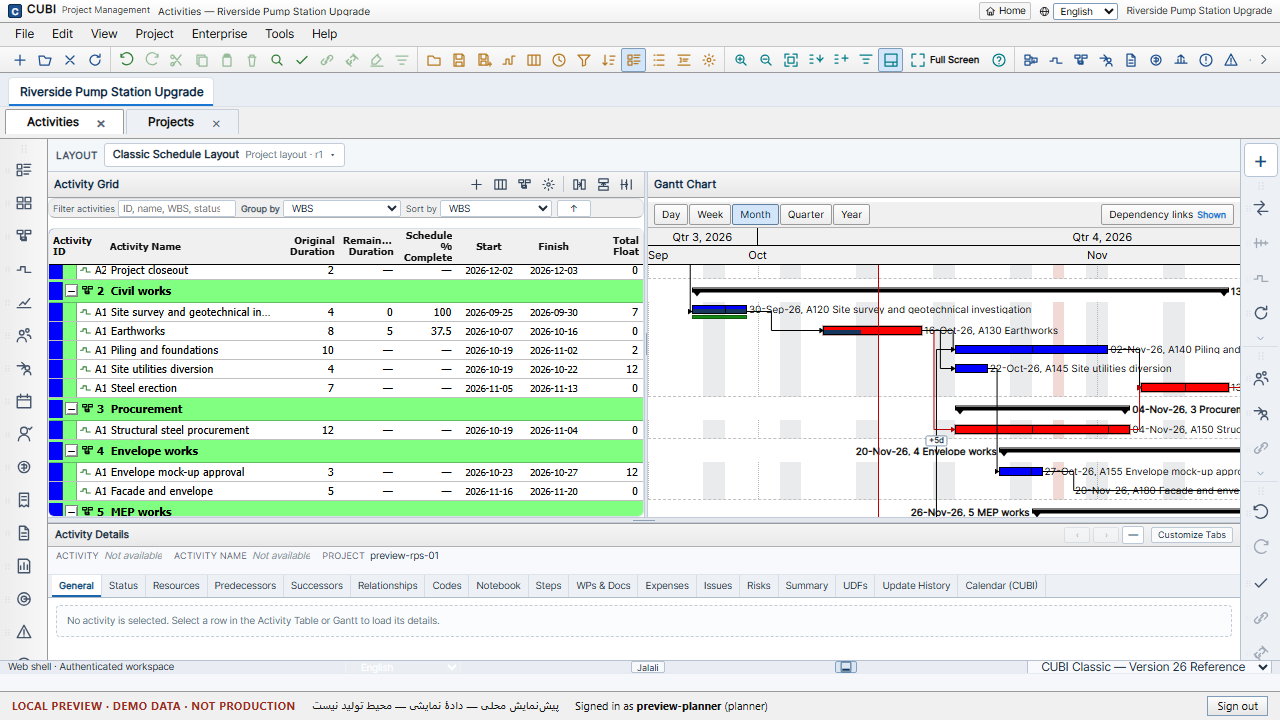 CUBI Project Management Activities — Riverside Pump Station Upgrade Home English Riverside Pump Station Upgrade
File Edit View Project Enterprise Tools Help
Full Screen
Riverside Pump Station Upgrade
Activities Projects
LAYOUT Classic Schedule Layout Project layout · r1
Activity Grid
Filter activities ID, name, WBS, status Group by WBS Sort by WBS
Activity ID Activity Name Original Duration Remain... Duration Schedule % Complete Start Finish Total Float
A2 Project closeout 2 — — 2026-12-02 2026-12-03 0
2 Civil works
A1 Site survey and geotechnical in... 4 0 100 2026-09-25 2026-09-30 7
A1 Earthworks 8 5 37.5 2026-10-07 2026-10-16 0
A1 Piling and foundations 10 — — 2026-10-19 2026-11-02 2
A1 Site utilities diversion 4 — — 2026-10-19 2026-10-22 12
A1 Steel erection 7 — — 2026-11-05 2026-11-13 0
3 Procurement
A1 Structural steel procurement 12 — — 2026-10-19 2026-11-04 0
4 Envelope works
A1 Envelope mock-up approval 3 — — 2026-10-23 2026-10-27 12
A1 Facade and envelope 5 — — 2026-11-16 2026-11-20 0
5 MEP works
Gantt Chart
Day Week Month Quarter Year Dependency links Shown
Qtr 3, 2026 Qtr 4, 2026
Sep Oct Nov
13
30-Sep-26, A120 Site survey and geotechnical investigation
16-Oct-26, A130 Earthworks
02-Nov-26, A140 Piling and
22-Oct-26, A145 Site utilities diversion
13
04-Nov-26, 3 Procurem
04-Nov-26, A150 Struc
+5d
20-Nov-26, 4 Envelope works
27-Oct-26, A155 Envelope mock-up appro
20-Nov-26, A180 Facade and enve
26-Nov-26, 5 MEP works
Activity Details
Customize Tabs
ACTIVITY Not available ACTIVITY NAME Not available PROJECT preview-rps-01
General Status Resources Predecessors Successors Relationships Codes Notebook Steps WPs & Docs Expenses Issues Risks Summary UDFs Update History Calendar (CUBI)
No activity is selected. Select a row in the Activity Table or Gantt to load its details.
Web shell · Authenticated workspace English Jalali CUBI Classic — Version 26 Reference
LOCAL PREVIEW · DEMO DATA · NOT PRODUCTION پیش‌نمایش محلی — دادهٔ نمایشی — محیط تولید نیست Signed in as preview-planner (planner) Sign out